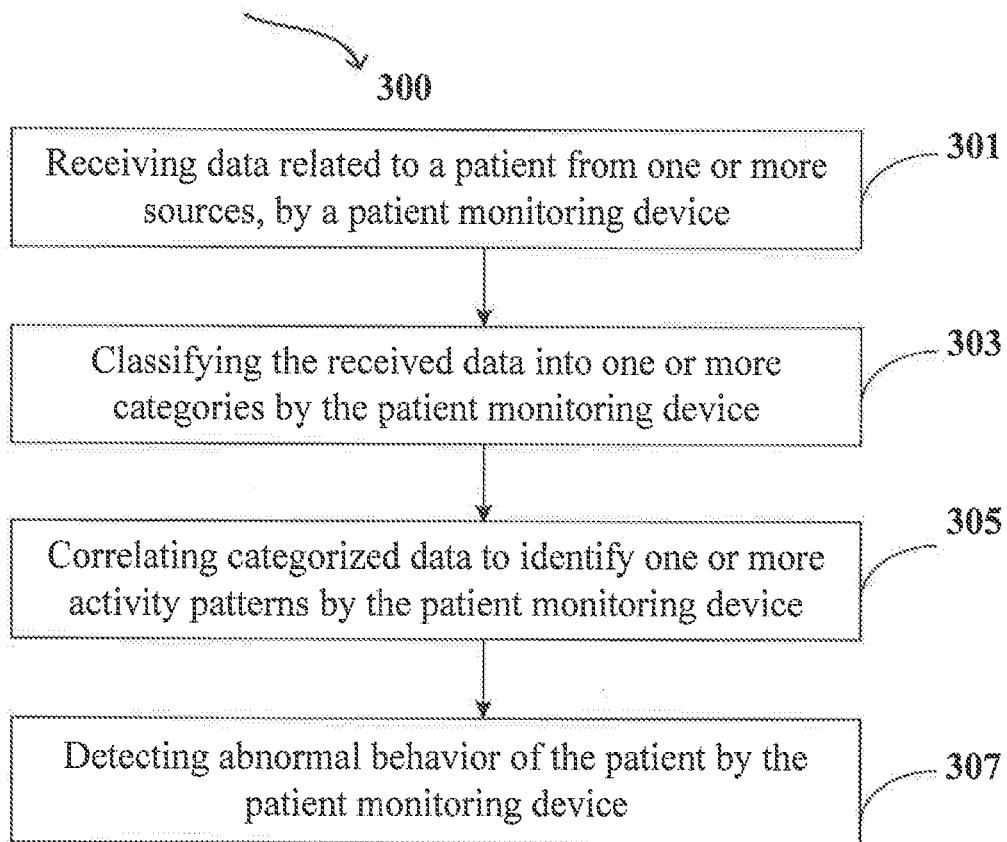 300
Receiving data related to a patient from one or more
sources, by a patient monitoring device
301
Classifying the received data into one or more
categories by the patient monitoring device
303
Correlating categorized data to identify one or more
activity patterns by the patient monitoring device
305
Detecting abnormal behavior of the patient by the
patient monitoring device
307